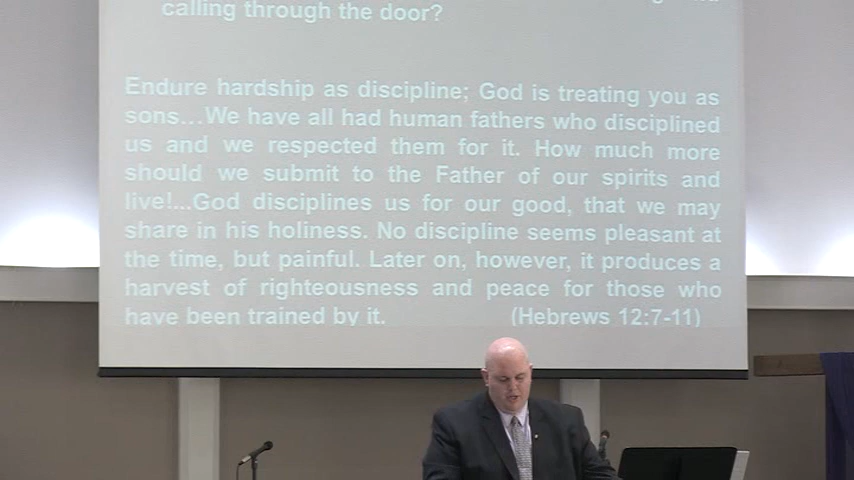 calling through the door?
Endure hardship as discipline; God is treating you as
sons...We have all had human fathers who disciplined
us and we respected them for it. How much more
should we submit to the Father of our spirits and
live!...God disciplines us for our good, that we may
share in his holiness. No discipline seems pleasant at
the time, but painful. Later on, however, it produces a
harvest of righteousness and peace for those who
have been trained by it. (Hebrews 12:7-11)